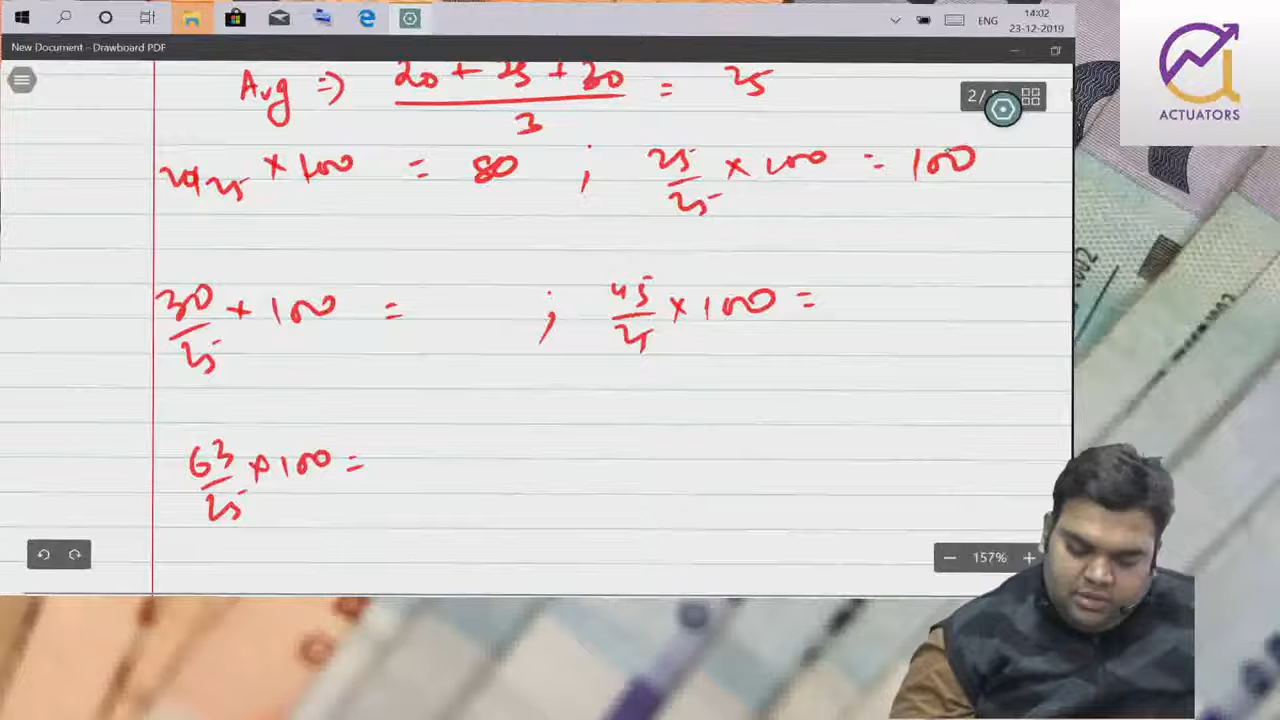 14:02
ENG
23-12-2019
New Document - Drawboard PDF
Avg ⇒ 20 + 25 + 30 / 3 = 25
2/
ACTUATORS
20/25 × 100 = 80 ; 25/25 × 100 = 100
30/25 × 100 = ; 45/25 × 100 =
63/25 × 100 =
157%